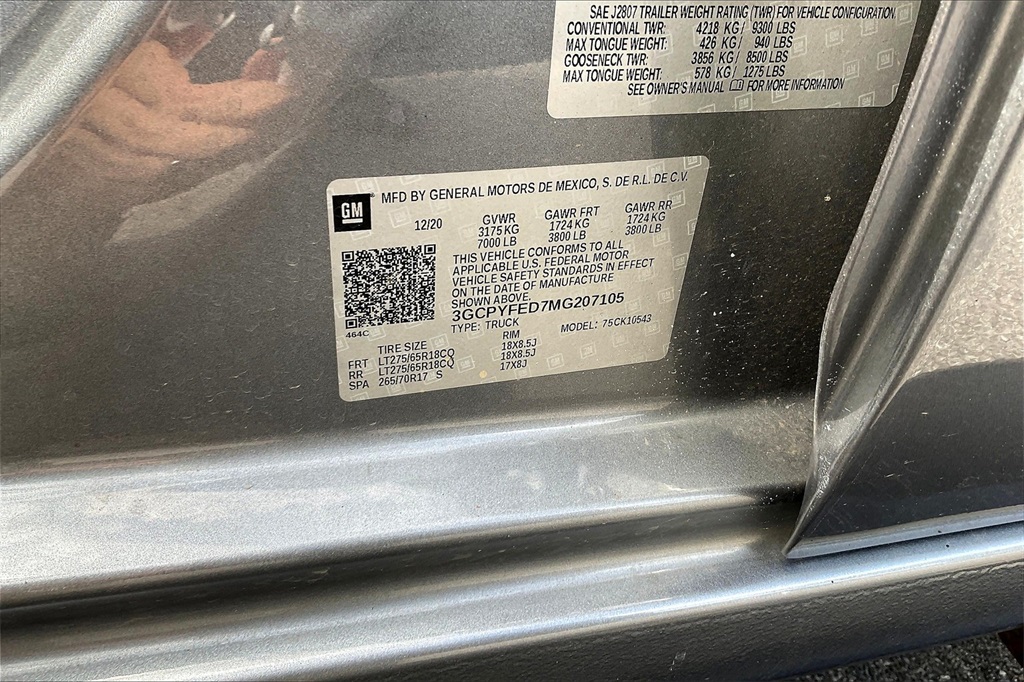 SAE J2807 TRAILER WEIGHT RATING (TWR) FOR VEHICLE CONFIGURATION.
CONVENTIONAL TWR: 4218 KG/ 9300 LBS
MAX TONGUE WEIGHT: 426 KG/ 940 LBS
GOOSENECK TWR: 3856 KG/ 8500 LBS
MAX TONGUE WEIGHT: 578 KG/ 1275 LBS
SEE OWNER'S MANUAL FOR MORE INFORMATION
GM
MFD BY GENERAL MOTORS DE MEXICO, S. DE R.L. DE C.V.
12/20 GVWR GAWR FRT GAWR RR
3175 KG 1724 KG 1724 KG
7000 LB 3800 LB 3800 LB
THIS VEHICLE CONFORMS TO ALL
APPLICABLE U.S. FEDERAL MOTOR
VEHICLE SAFETY STANDARDS IN EFFECT
ON THE DATE OF MANUFACTURE
SHOWN ABOVE.
3GCPYFED7MG207105
464C
TYPE: TRUCK MODEL: 75CK10543
TIRE SIZE RIM
FRT LT275/65R18CQ 18X8.5J
RR LT275/65R18CQ 18X8.5J
SPA 265/70R17 S 17X8J